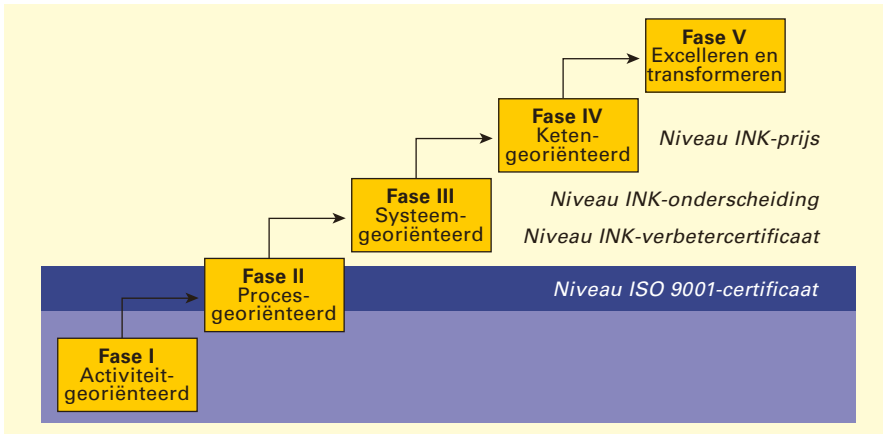 Fase V
Excelleren en
transformeren
Fase IV
Keten-
georiënteerd
Niveau INK-prijs
Fase III
Systeem-
georiënteerd
Niveau INK-onderscheiding
Niveau INK-verbetercertificaat
Fase II
Proces-
georiënteerd
Niveau ISO 9001-certificaat
Fase I
Activiteit-
georiënteerd